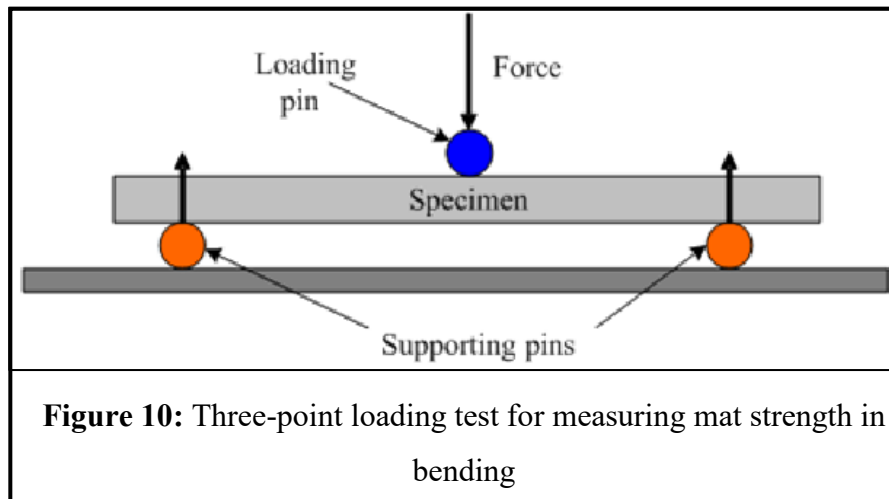 Loading
pin
Force
Specimen
Supporting pins
Figure 10: Three-point loading test for measuring mat strength in
bending